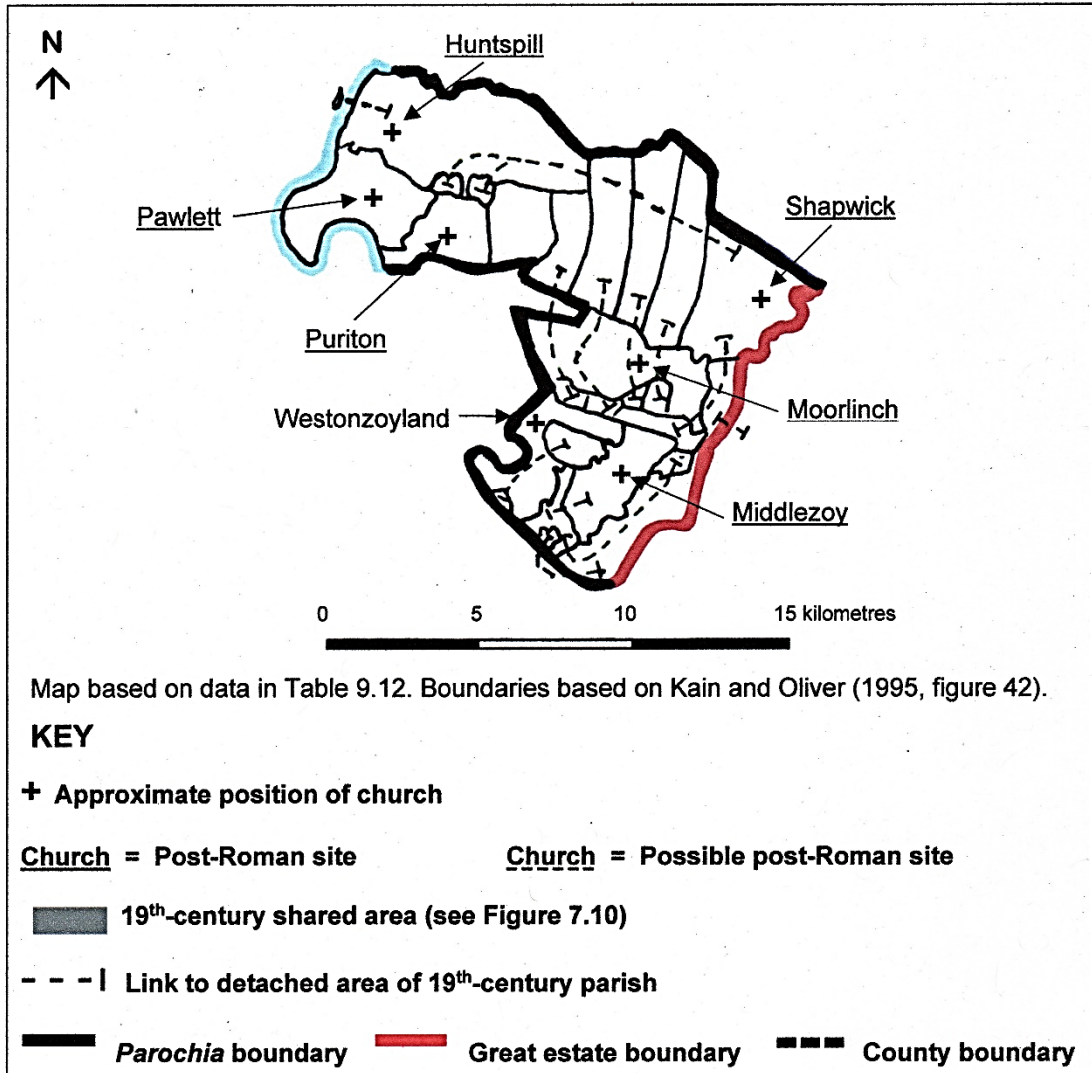 N
Huntspill
Pawlett
Shapwick
Puriton
Westonzoyland
Moorlinch
Middlezoy
0 5 10 15 kilometres
Map based on data in Table 9.12. Boundaries based on Kain and Oliver (1995, figure 42).
KEY
+ Approximate position of church
Church = Post-Roman site Church = Possible post-Roman site
19th-century shared area (see Figure 7.10)
Link to detached area of 19th-century parish
Parochia boundary Great estate boundary County boundary